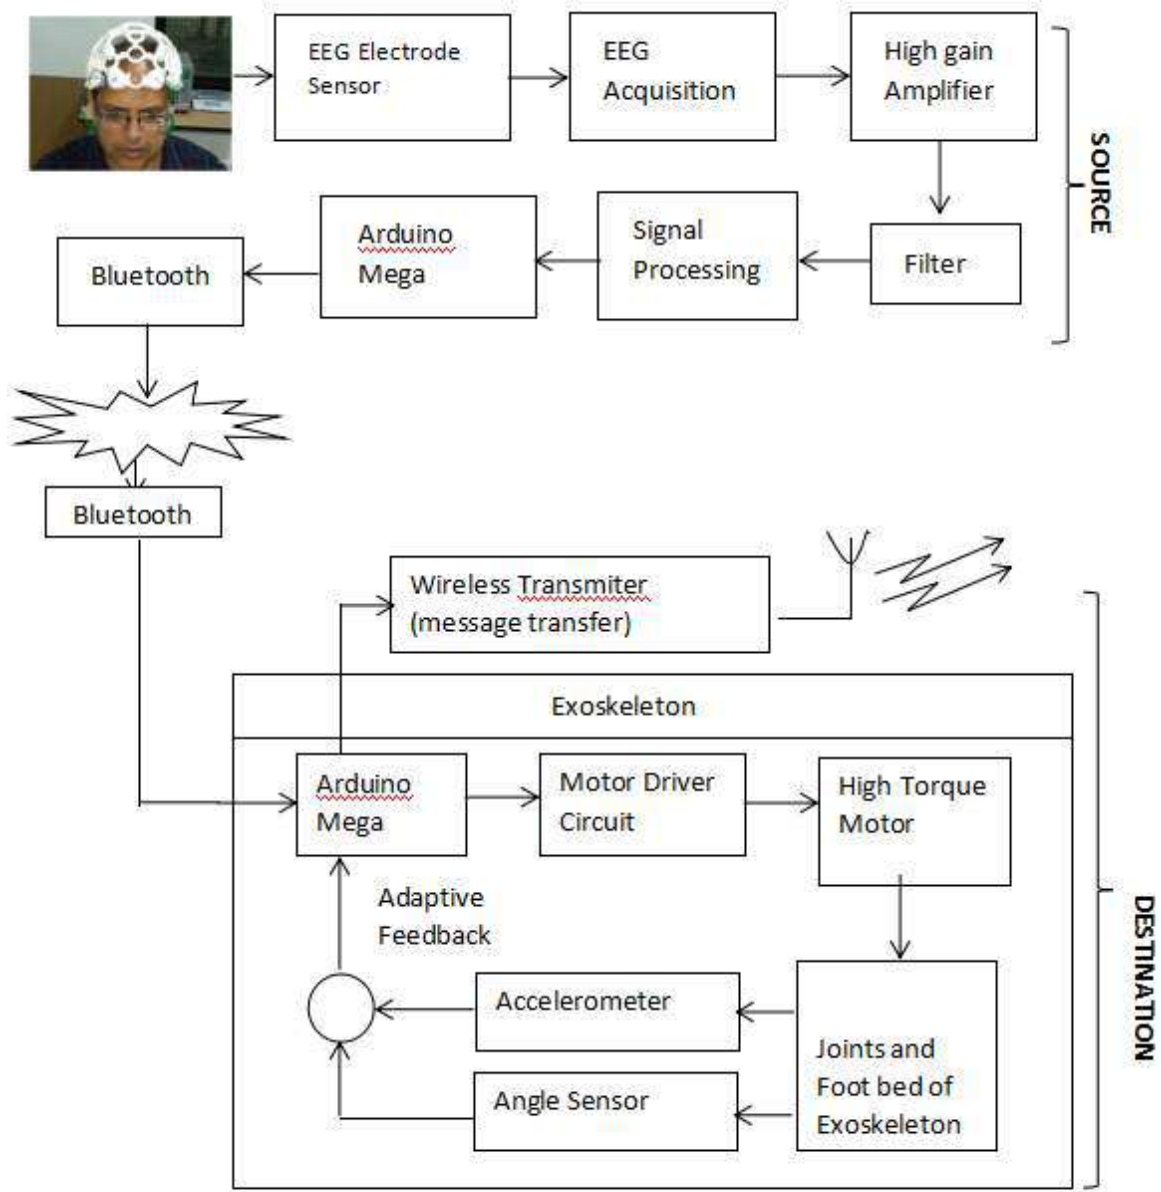 EEG Electrode
Sensor
EEG
Acquisition
High gain
Amplifier
SOURCE
Filter
Signal
Processing
Arduino
Mega
Bluetooth
Bluetooth
Wireless Transmiter
(message transfer)
Exoskeleton
Arduino
Mega
Motor Driver
Circuit
High Torque
Motor
Adaptive
Feedback
Accelerometer
Angle Sensor
Joints and
Foot bed of
Exoskeleton
DESTINATION